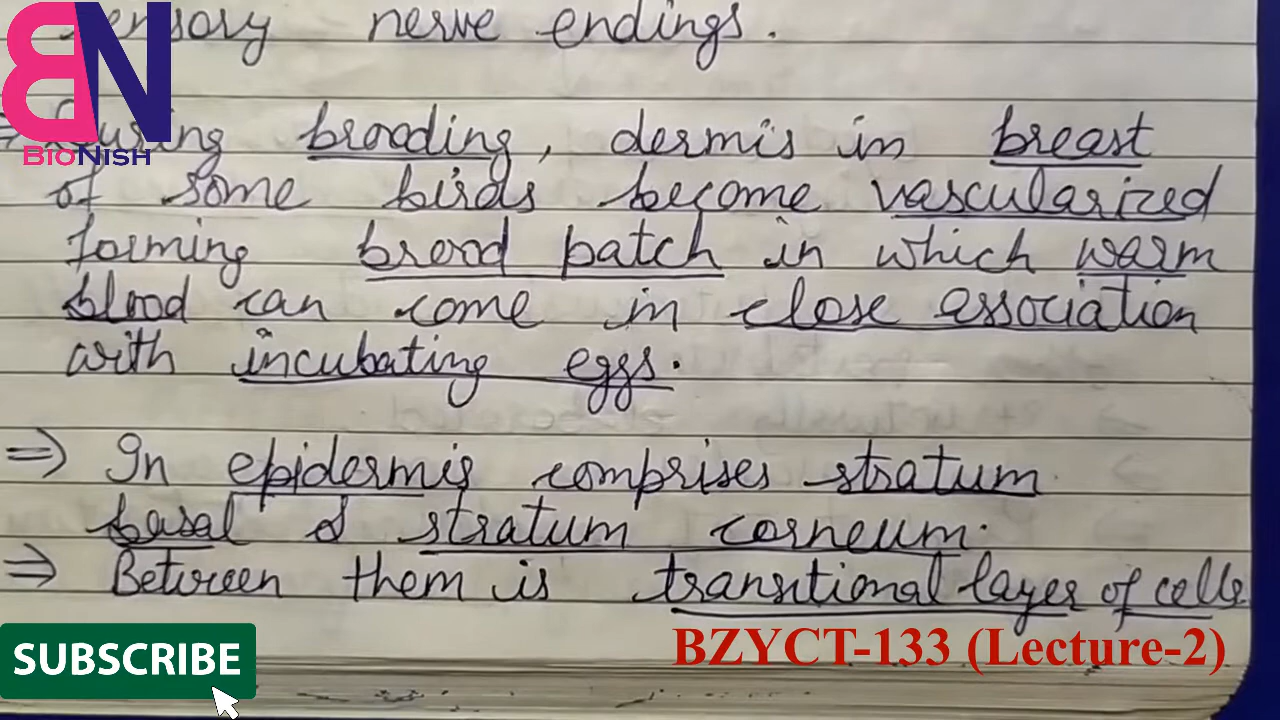 sensory nerve endings.
BN
BIONISH
⇒ During brooding, dermis in breast
of some birds become vascularized
forming brood patch in which warm
blood can come in close association
with incubating eggs.
⇒ In epidermis comprises stratum
basal & stratum corneum.
⇒ Between them is transitional layer of cells
SUBSCRIBE
BZYCT-133 (Lecture-2)